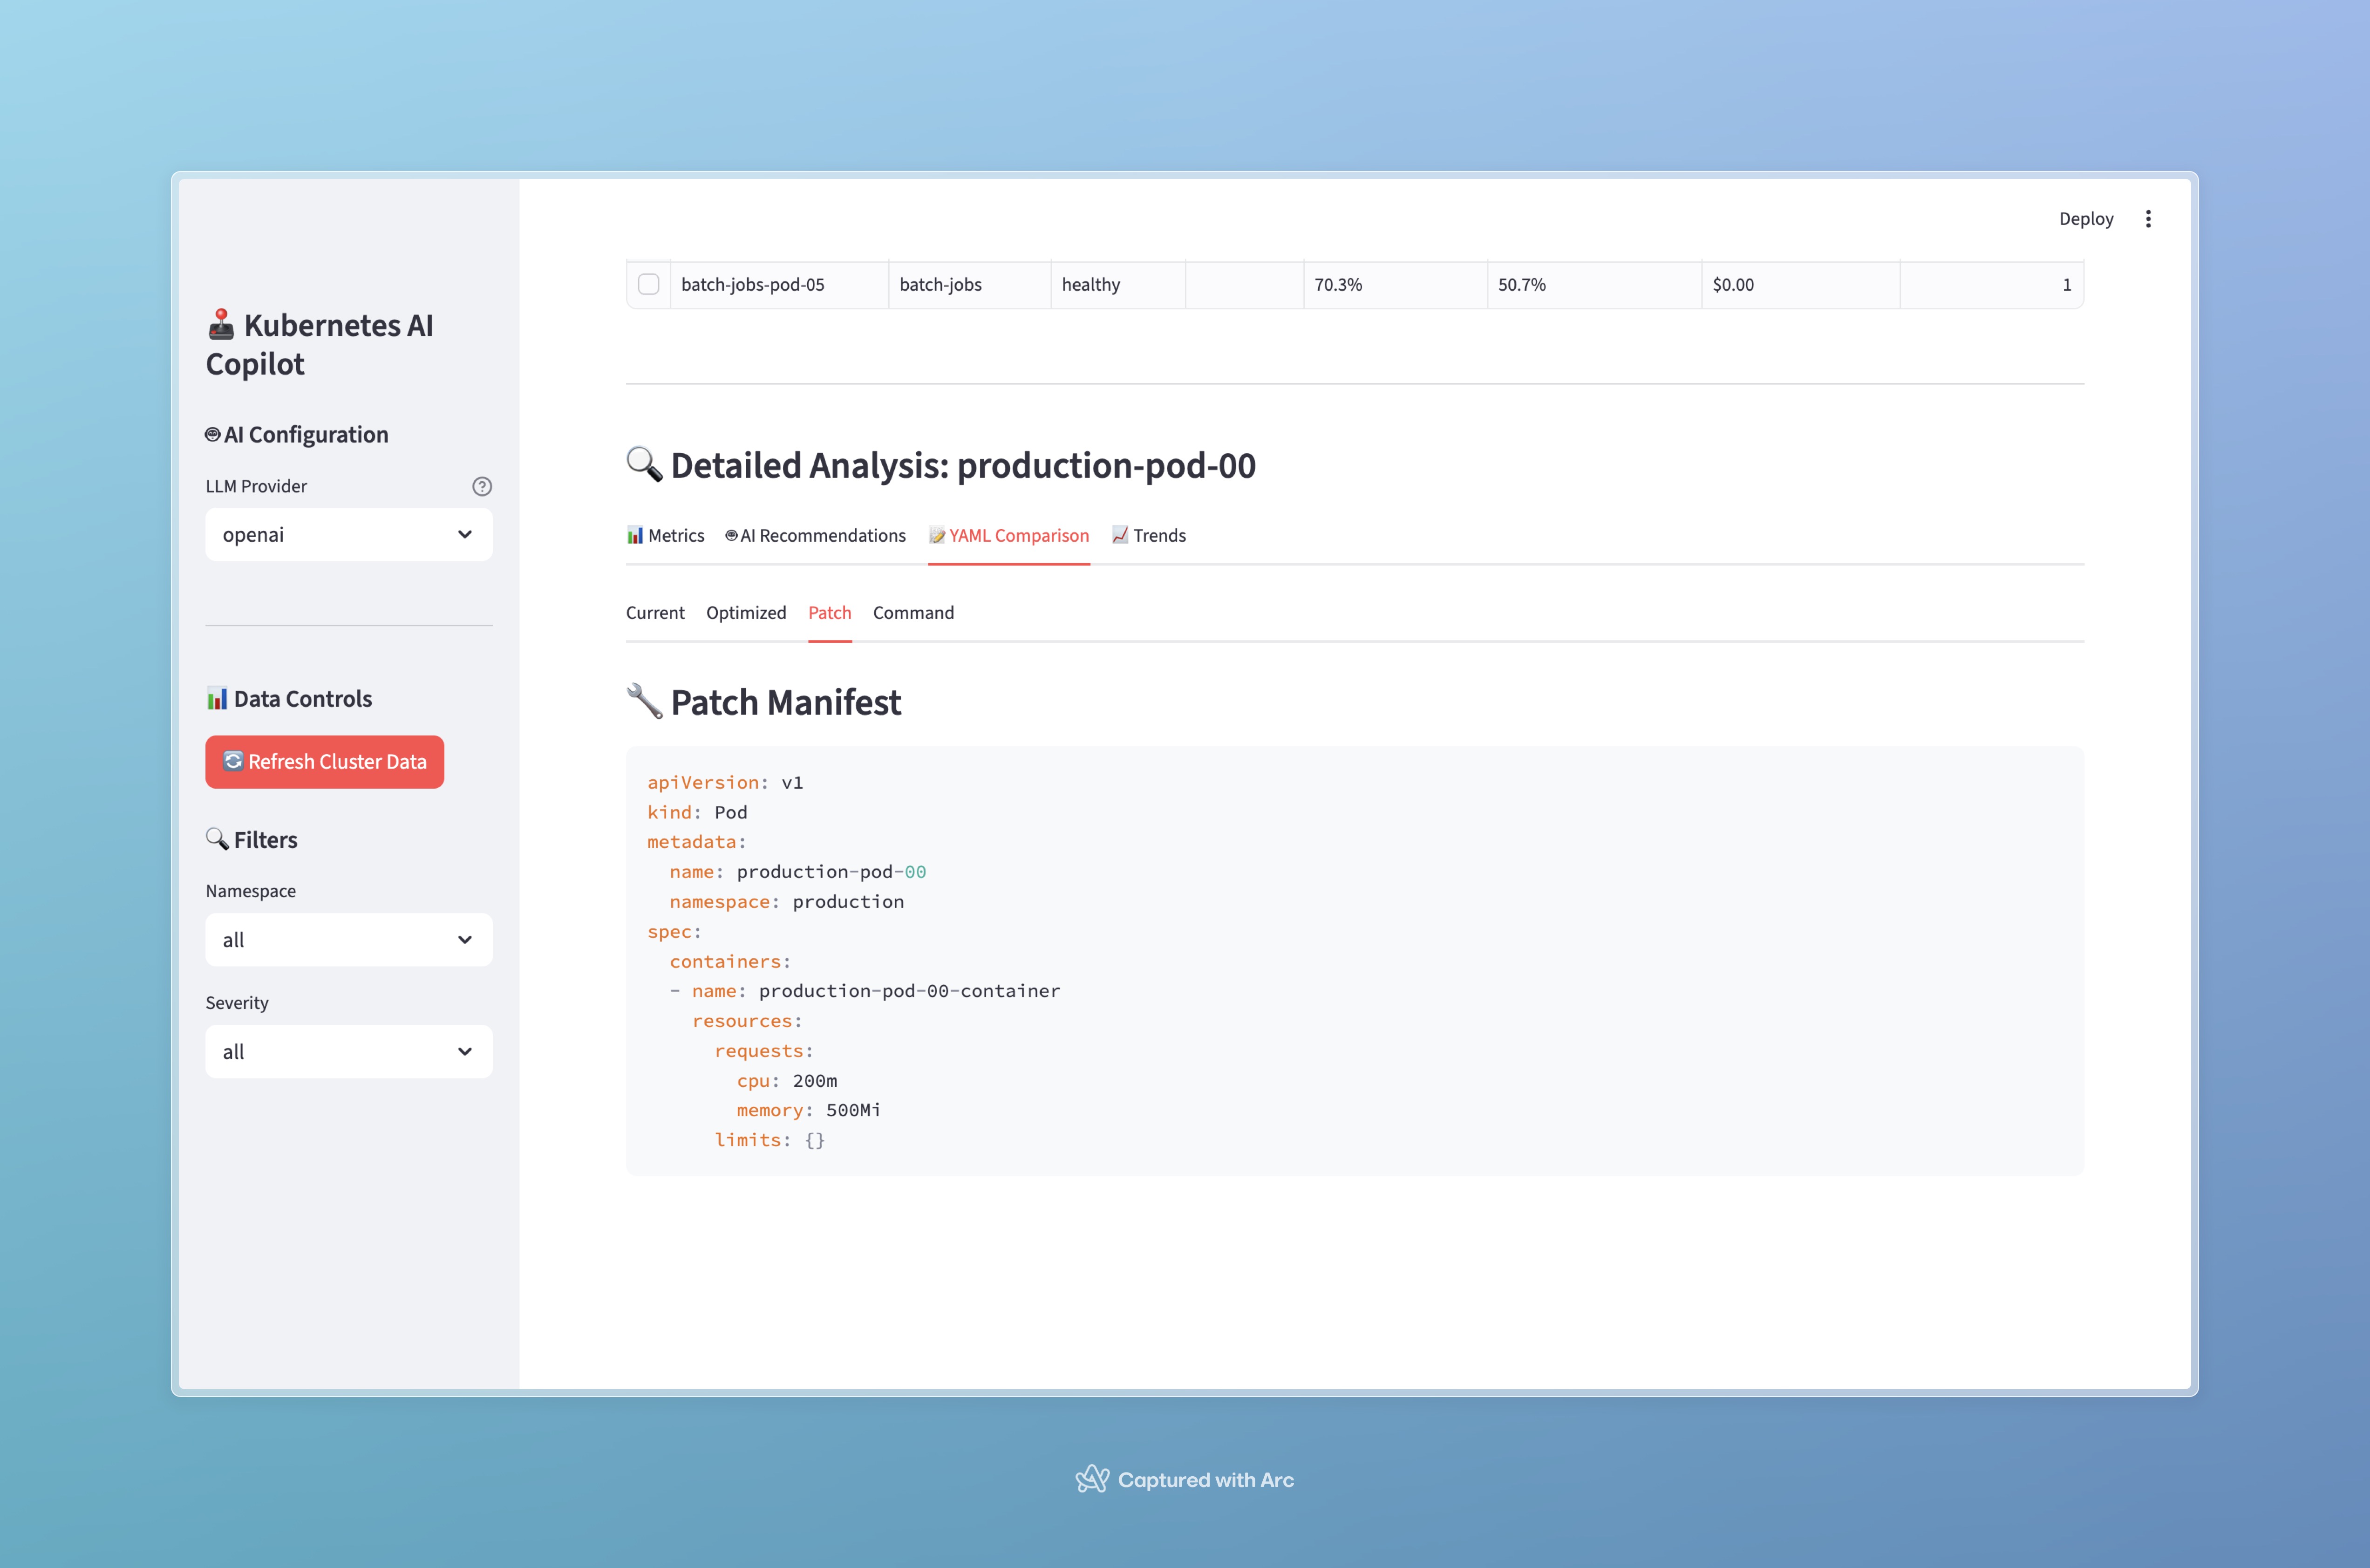 Deploy
batch-jobs-pod-05 batch-jobs healthy 70.3% 50.7% $0.00 1
Kubernetes AI
Copilot
AI Configuration
LLM Provider
openai
Data Controls
Refresh Cluster Data
Filters
Namespace
all
Severity
all
Detailed Analysis: production-pod-00
Metrics AI Recommendations YAML Comparison Trends
Current Optimized Patch Command
Patch Manifest
apiVersion: v1
kind: Pod
metadata:
  name: production-pod-00
  namespace: production
spec:
  containers:
  - name: production-pod-00-container
    resources:
      requests:
        cpu: 200m
        memory: 500Mi
      limits: {}
Captured with Arc